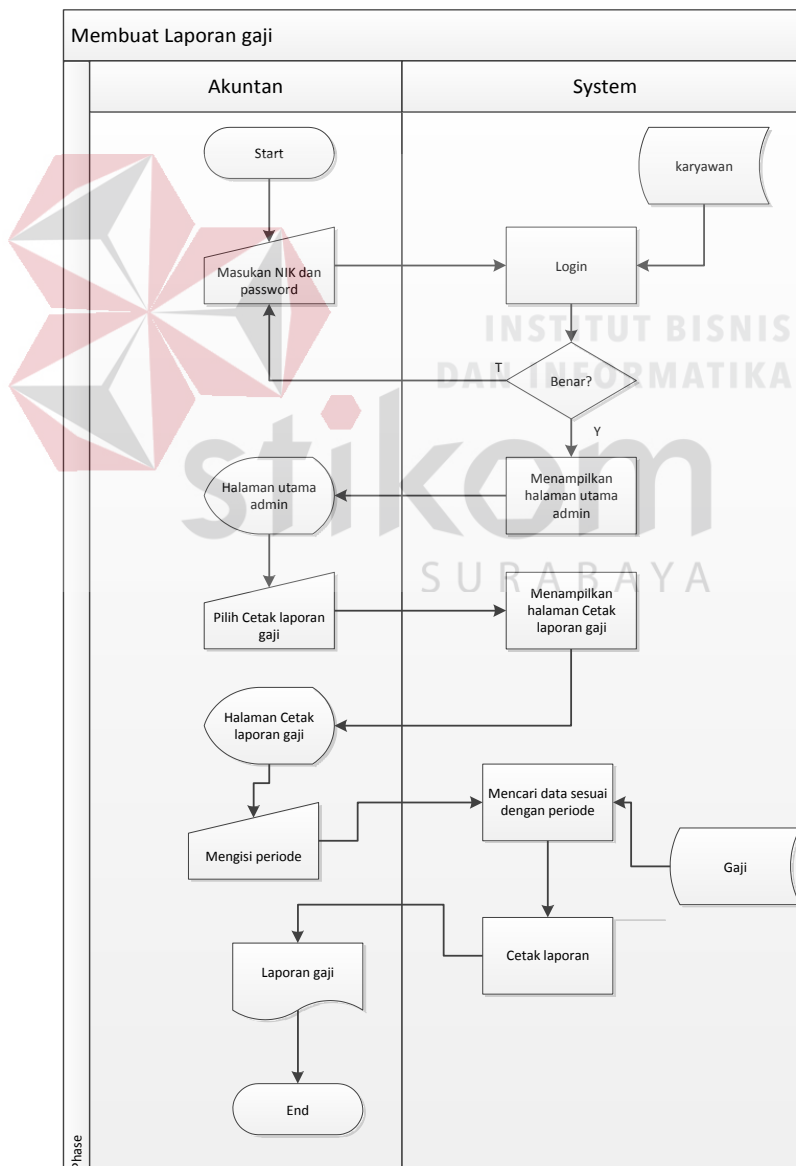 Membuat Laporan gaji
Akuntan
System
Start
karyawan
Masukan NIK dan
password
Login
INSTITUT BISNIS
DAN INFORMATIKA
T
Benar?
Y
stikom
SURABAYA
Halaman utama
admin
Menampilkan
halaman utama
admin
Pilih Cetak laporan
gaji
Menampilkan
halaman Cetak
laporan gaji
Halaman Cetak
laporan gaji
Mencari data sesuai
dengan periode
Mengisi periode
Gaji
Laporan gaji
Cetak laporan
End
Phase